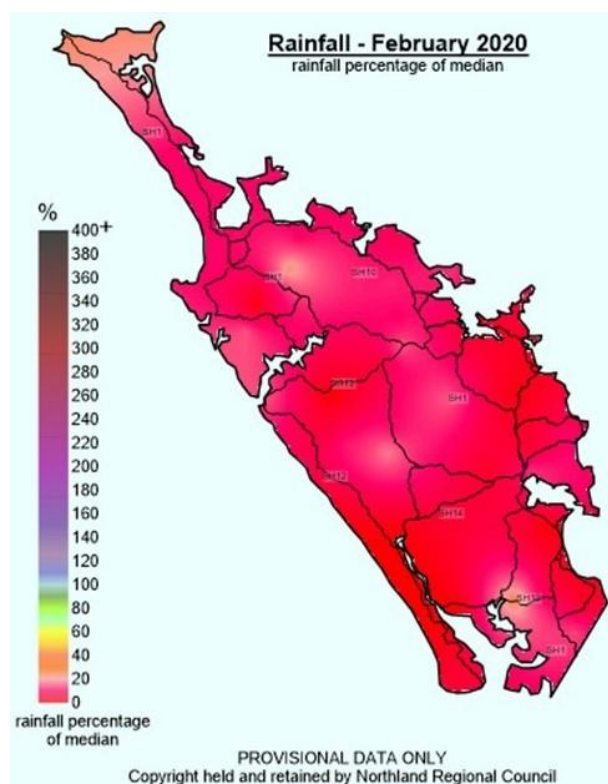 Rainfall - February 2020
rainfall percentage of median
SH1
%
400+
380
360
340
320
300
280
260
240
220
200
180
160
140
120
100
80
60
40
20
0
SH1
SH10
SH12
SH1
SH12
SH14
SH1
rainfall percentage
of median
PROVISIONAL DATA ONLY
Copyright held and retained by Northland Regional Council